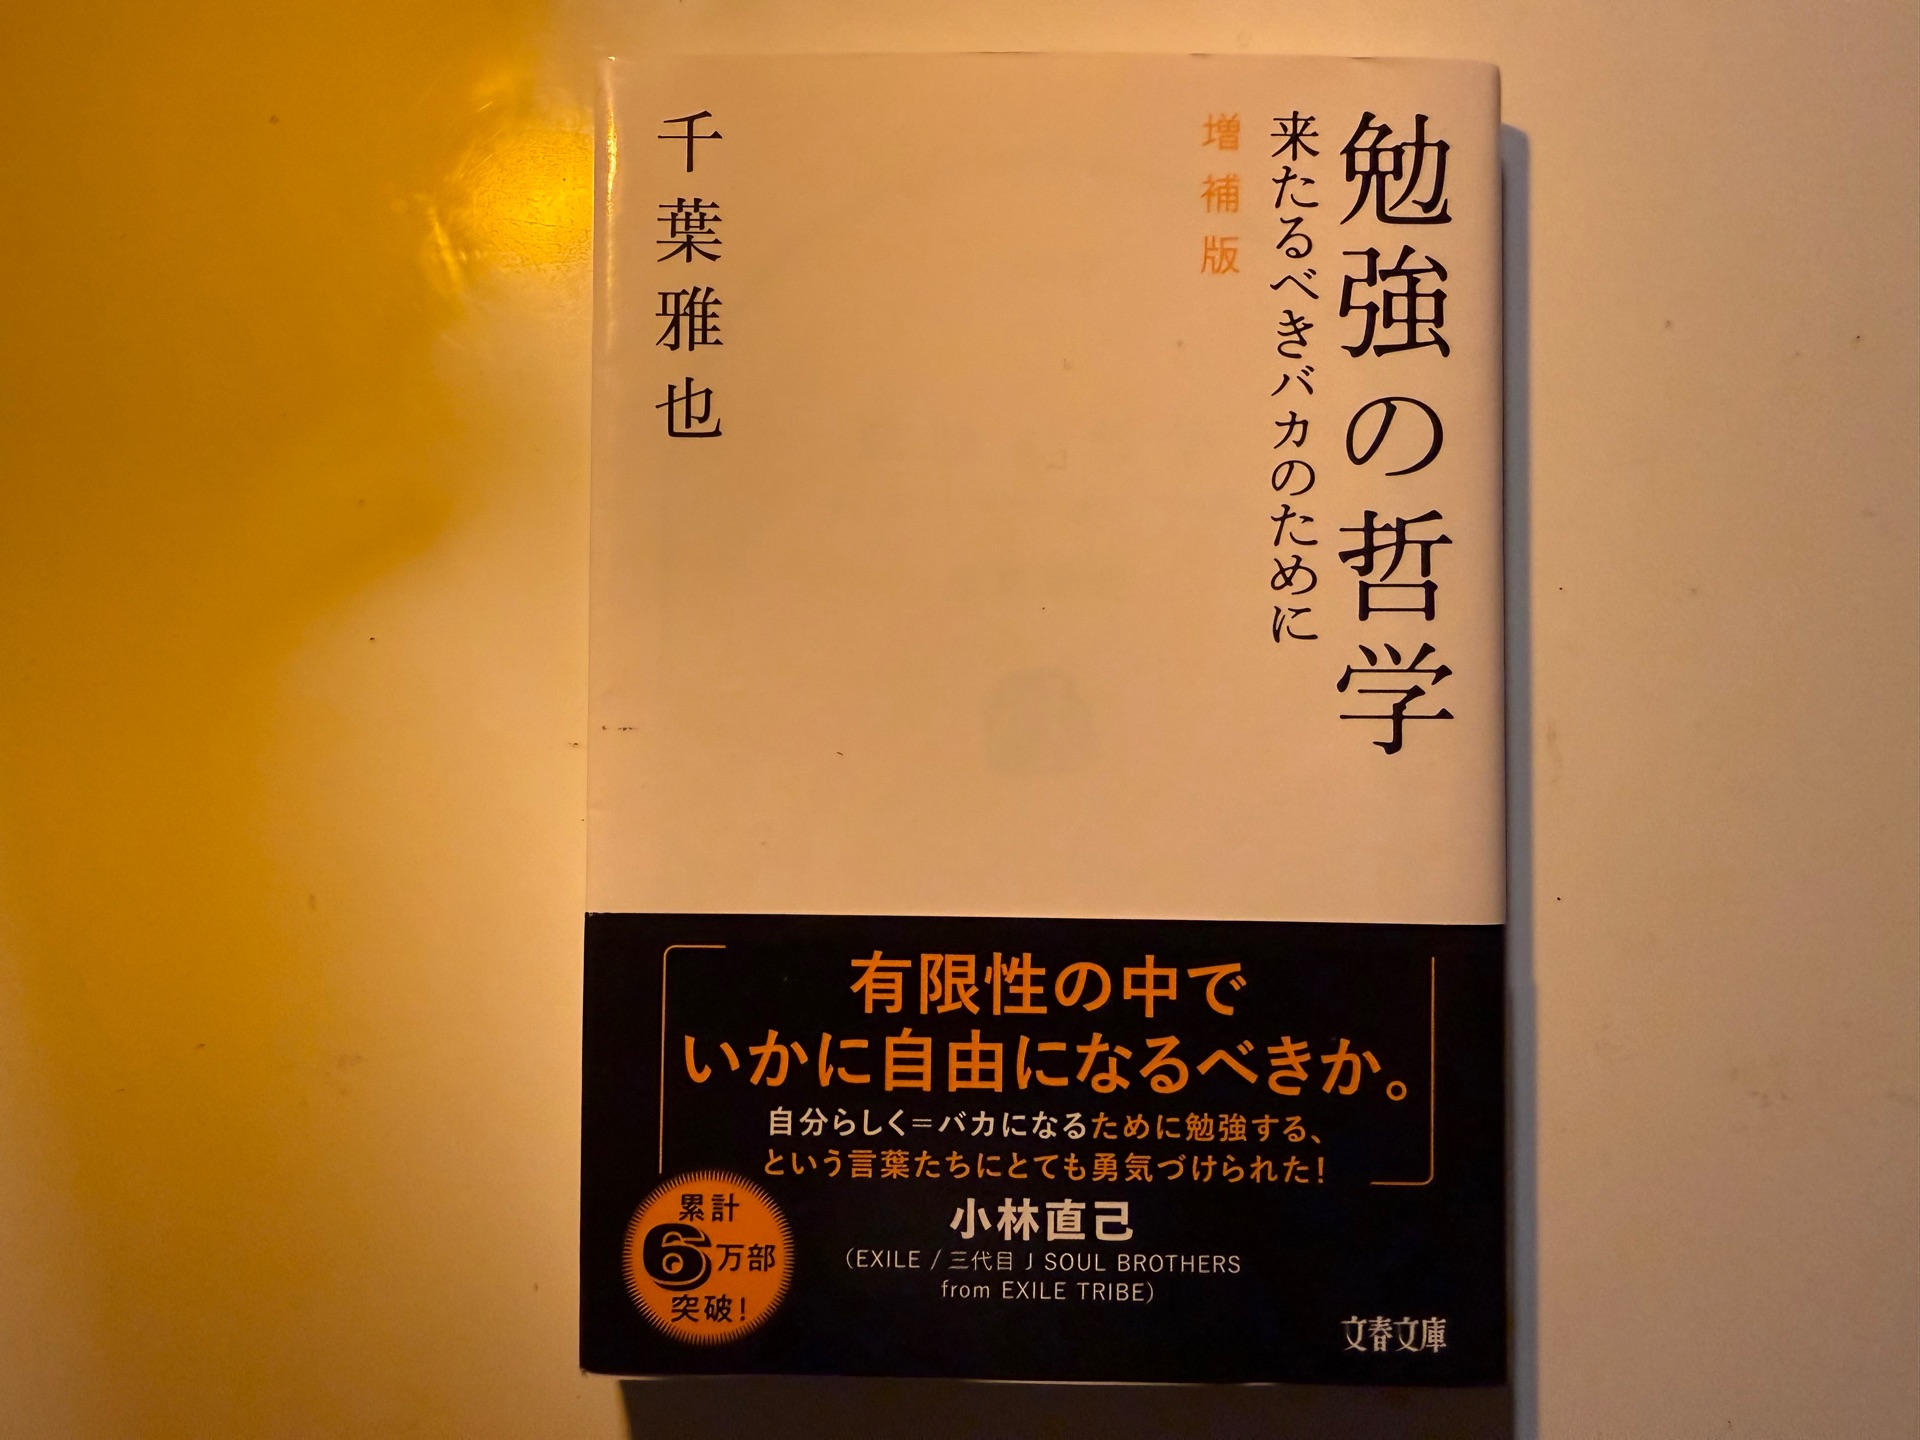 勉強の哲学
来たるべきバカのために
増補版
千葉雅也
有限性の中で
いかに自由になるべきか。
自分らしく=バカになるために勉強する、
という言葉たちにとても勇気づけられた!
小林直己
(EXILE / 三代目 J SOUL BROTHERS
from EXILE TRIBE)
累計
6万部
突破!
文春文庫